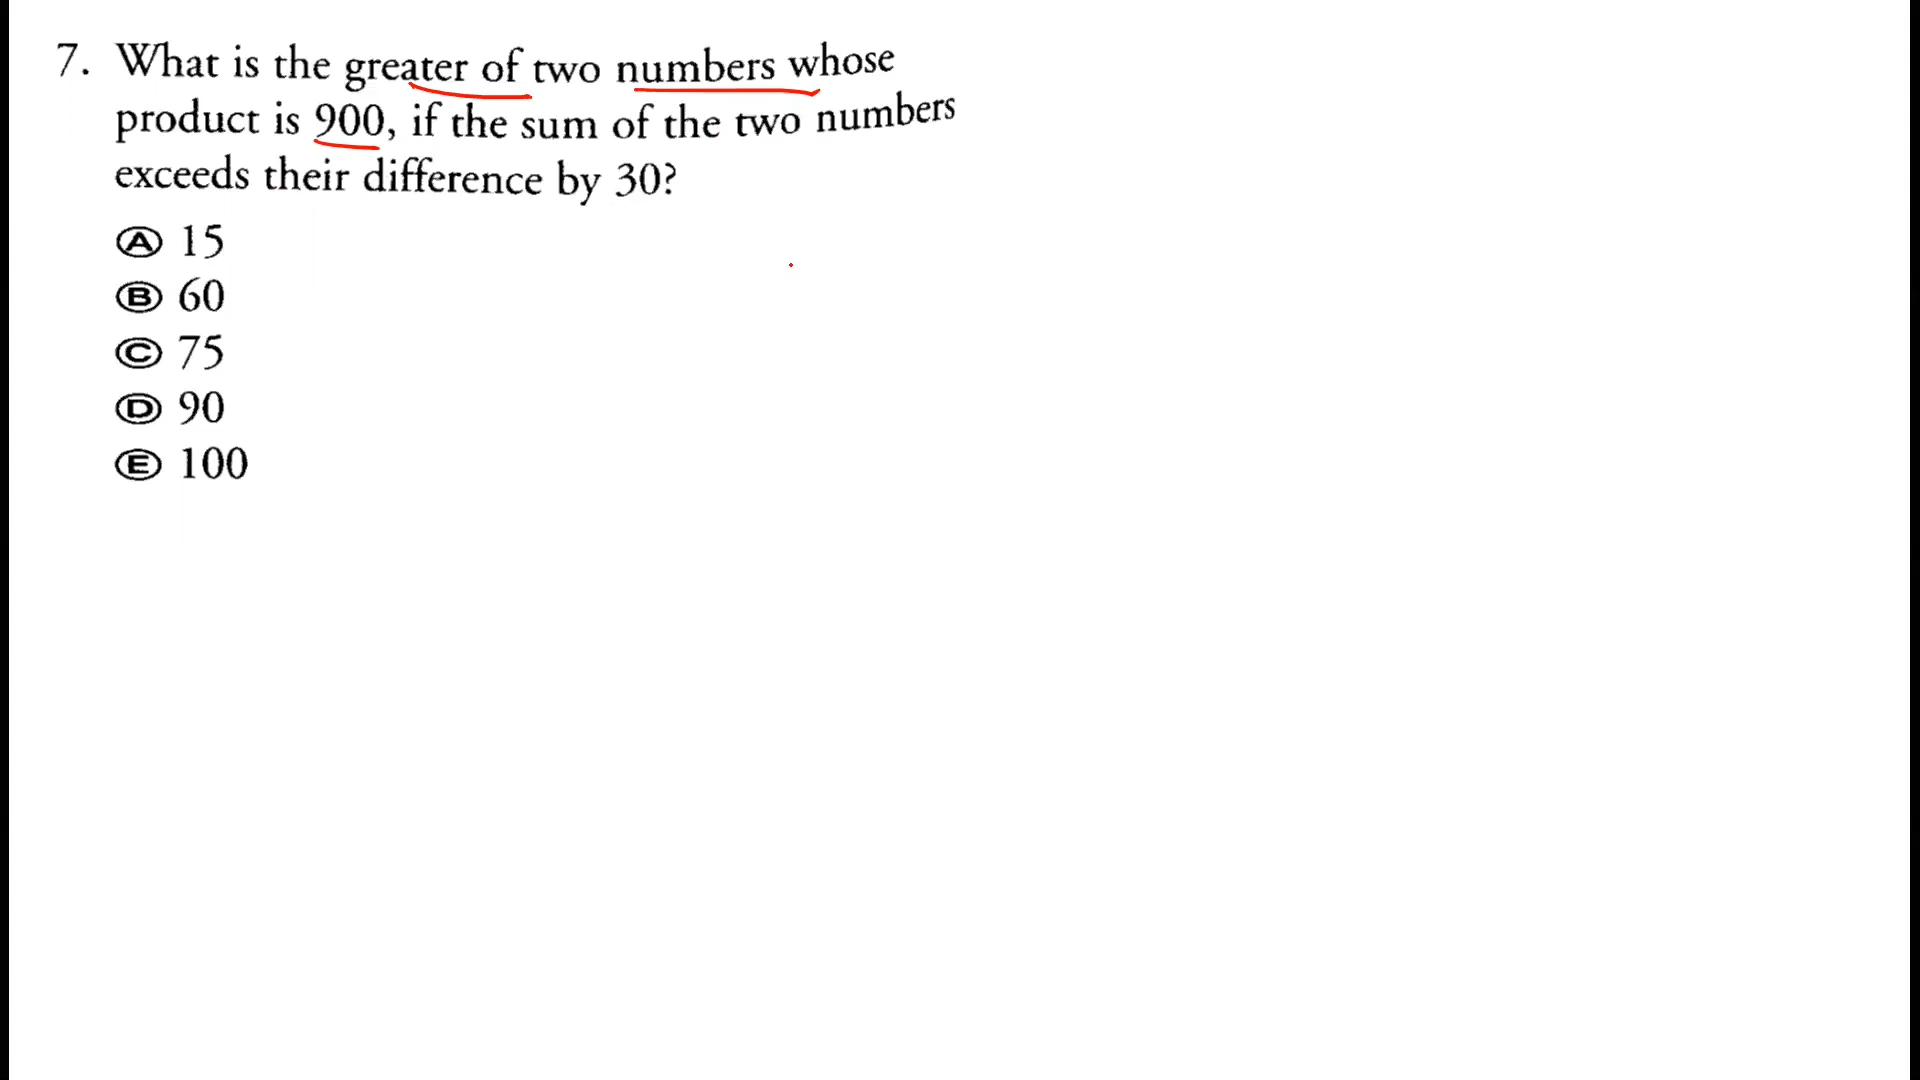 7. What is the greater of two numbers whose
product is 900, if the sum of the two numbers
exceeds their difference by 30?
A 15
B 60
C 75
D 90
E 100